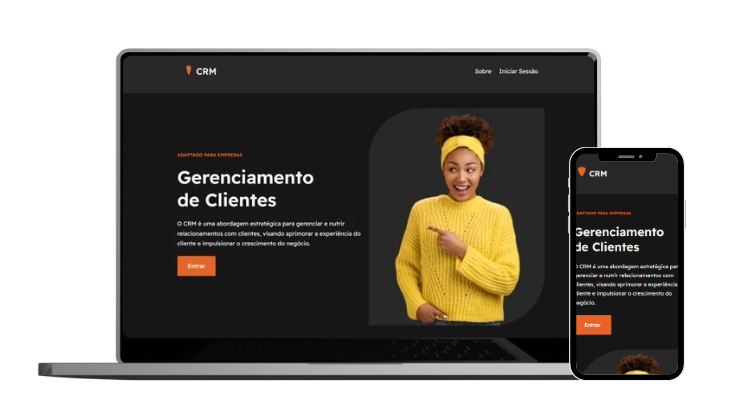 CRM
Sobre Iniciar Sessão
ADAPTADO PARA EMPRESAS
Gerenciamento
de Clientes
O CRM é uma abordagem estratégica para gerenciar e nutrir
relacionamentos com clientes, visando aprimorar a experiência do
cliente e impulsionar o crescimento do negócio.
Entrar
CRM
ADAPTADO PARA EMPRESAS
Gerenciamento
de Clientes
O CRM é uma abordagem estratégica par
gerenciar e nutrir relacionamentos com
clientes, visando aprimorar a experiência
cliente e impulsionar o crescimento do
negócio.
Entrar